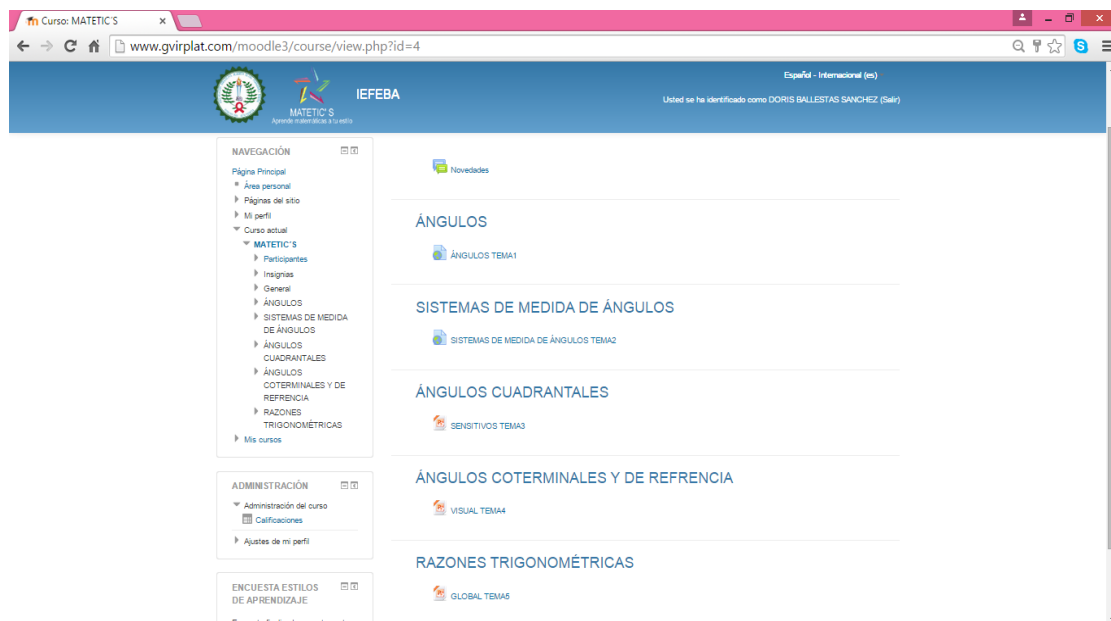 Curso: MATETIC'S
www.gvirplat.com/moodle3/course/view.php?id=4
MATETIC'S
Aprende matemáticas a tu estilo
IEFEBA
Español - Internacional (es)
Usted se ha identificado como DORIS BALLESTAS SANCHEZ (Salir)
NAVEGACIÓN
Página Principal
Área personal
Páginas del sitio
Mi perfil
Curso actual
MATETIC'S
Participantes
Insignias
General
ÁNGULOS
SISTEMAS DE MEDIDA
DE ÁNGULOS
ÁNGULOS
CUADRANTALES
ÁNGULOS
COTERMINALES Y DE
REFRENCIA
RAZONES
TRIGONOMÉTRICAS
Mis cursos
ADMINISTRACIÓN
Administración del curso
Calificaciones
Ajustes de mi perfil
ENCUESTA ESTILOS
DE APRENDIZAJE
Novedades
ÁNGULOS
ÁNGULOS TEMA1
SISTEMAS DE MEDIDA DE ÁNGULOS
SISTEMAS DE MEDIDA DE ÁNGULOS TEMA2
ÁNGULOS CUADRANTALES
SENSITIVOS TEMA3
ÁNGULOS COTERMINALES Y DE REFRENCIA
VISUAL TEMA4
RAZONES TRIGONOMÉTRICAS
GLOBAL TEMA5